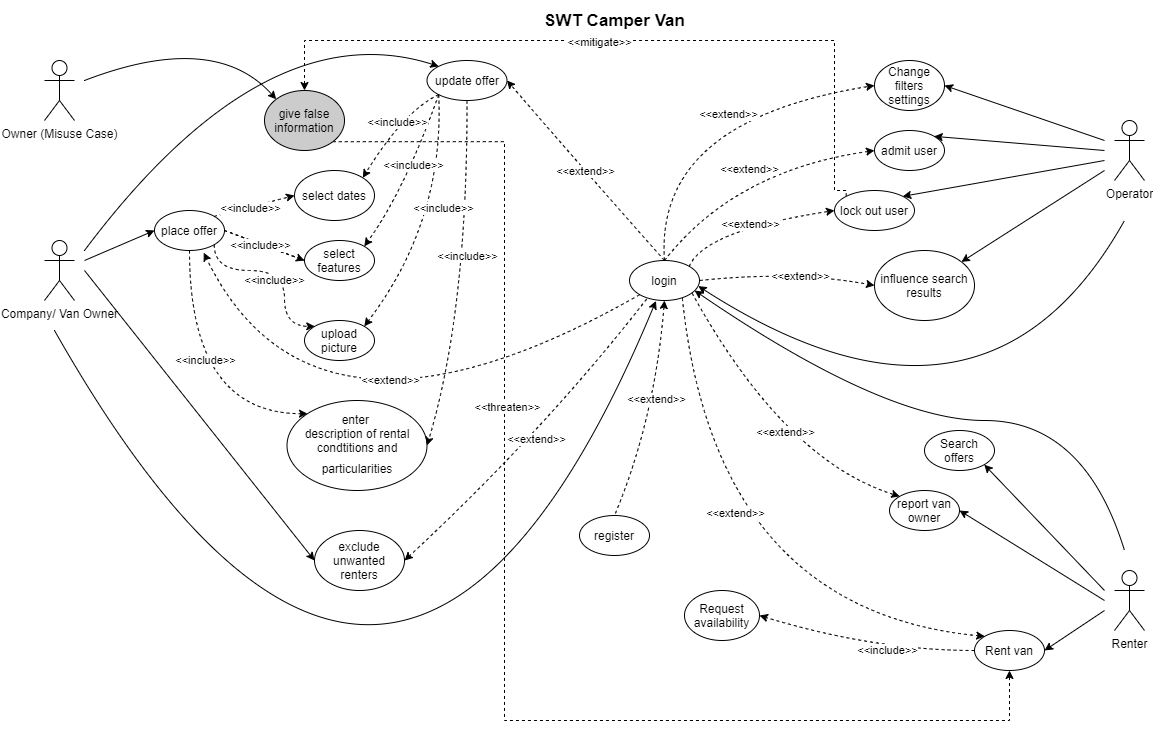 SWT Camper Van
<<mitigate>>
update offer
Change
filters
settings
give false
information
Owner (Misuse Case)
<<include>>
<<extend>>
admit user
<<include>>
<<extend>>
<<extend>>
select dates
Operator
<<include>>
<<include>>
lock out user
<<extend>>
place offer
<<include>>
select
features
<<include>>
login
<<extend>>
influence search
results
<<include>>
Company/ Van Owner
upload
picture
<<include>>
<<extend>>
<<extend>>
<<threaten>>
enter
description of rental
condtitions and
particularities
<<extend>>
<<extend>>
Search
offers
report van
owner
<<extend>>
register
exclude
unwanted
renters
Request
availability
<<include>>
Rent van
Renter